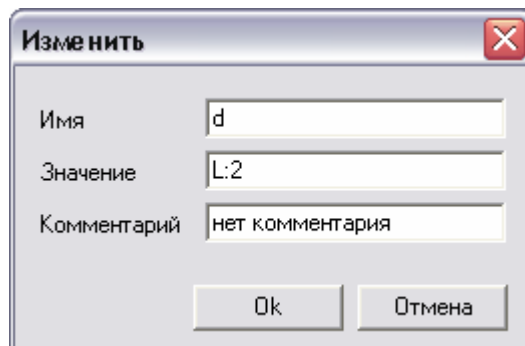 Изменить
Имя
d
Значение
L:2
Комментарий
нет комментария
Ok
Отмена